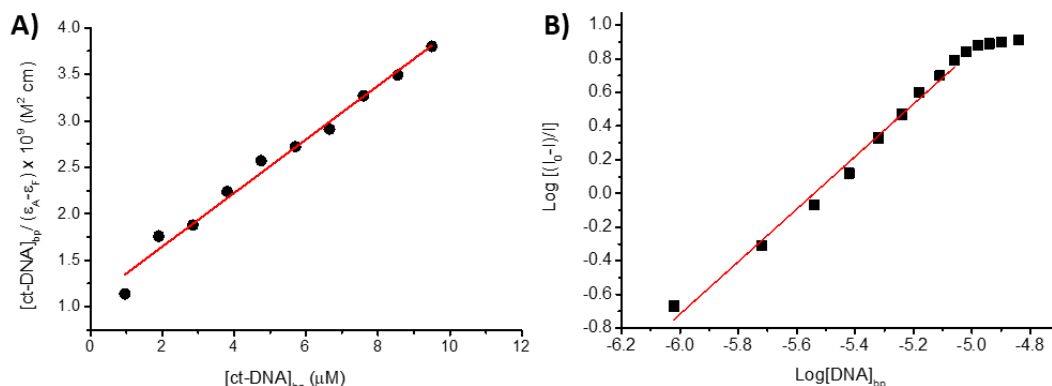 A)
[ct-DNA]bp/ (εA-εF) x 10⁹ (M² cm)
4.0
3.5
3.0
2.5
2.0
1.5
1.0
0 2 4 6 8 10 12
[ct-DNA]bp (μM)
B)
Log [(I₀-I)/I]
1.0
0.8
0.6
0.4
0.2
0.0
-0.2
-0.4
-0.6
-0.8
-6.2 -6.0 -5.8 -5.6 -5.4 -5.2 -5.0 -4.8
Log[DNA]bp